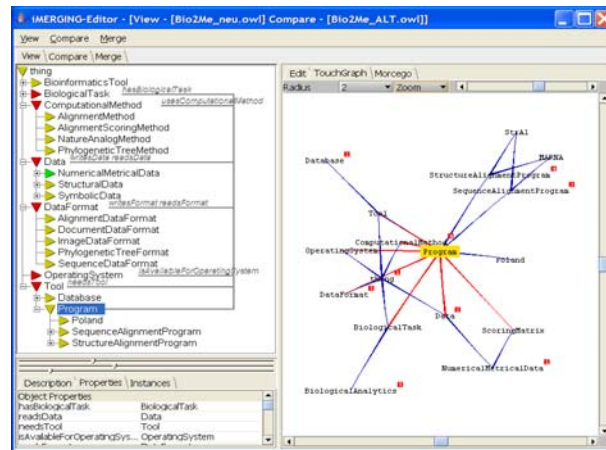 iMERGING-Editor - [View - [Bio2Me_neu.owl] Compare - [Bio2Me_ALT.owl]]
View Compare Merge
View Compare Merge
thing
BioinformaticsTool
BiologicalTask hasBiologicalTask
ComputationalMethod usesComputationalMethod
AlignmentMethod
AlignmentScoringMethod
NatureAnalogMethod
PhylogeneticTreeMethod
Data writesData readsData
NumericalMetricalData
StructuralData
SymbolicData
DataFormat writesFormat readsFormat
AlignmentDataFormat
DocumentDataFormat
ImageDataFormat
PhylogeneticTreeFormat
SequenceDataFormat
OperatingSystem isAvailableForOperatingSystem
Tool needsTool
Database
Program
Poland
SequenceAlignmentProgram
StructureAlignmentProgram
Description Properties Instances
Object Properties
hasBiologicalTask BiologicalTask
readsData Data
needsTool Tool
isAvailableForOperatingSys... OperatingSystem
Edit TouchGraph Morcego
Radius 2 Zoom
StrAl
MARNA
Database
StructureAlignmentProgram
SequenceAlignmentProgram
Tool
ComputationalMethod
OperatingSystem
Program
Poland
thing
DataFormat
Data
BiologicalTask
ScoringMatrix
NumericalMetricalData
BiologicalAnalytics